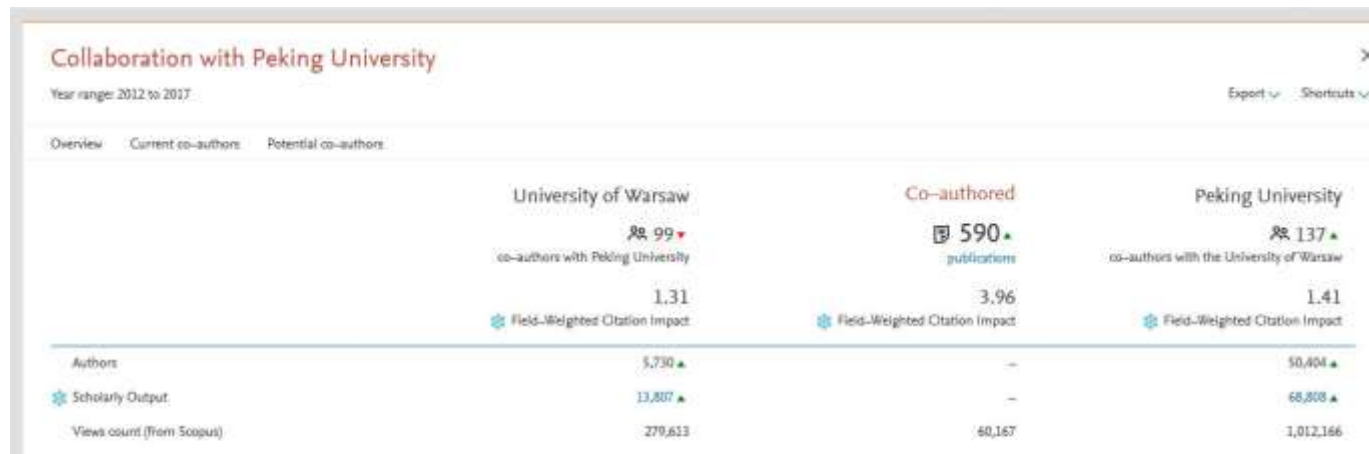 Collaboration with Peking University
Year range: 2012 to 2017
Export Shortcuts
Overview Current co-authors Potential co-authors
University of Warsaw Co-authored Peking University
99 590 137
co-authors with Peking University publications co-authors with the University of Warsaw
1.31 3.96 1.41
Field-Weighted Citation Impact Field-Weighted Citation Impact Field-Weighted Citation Impact
Authors 5,730 – 50,404
Scholarly Output 13,807 – 68,808
Views count (from Scopus) 279,613 60,167 1,012,166